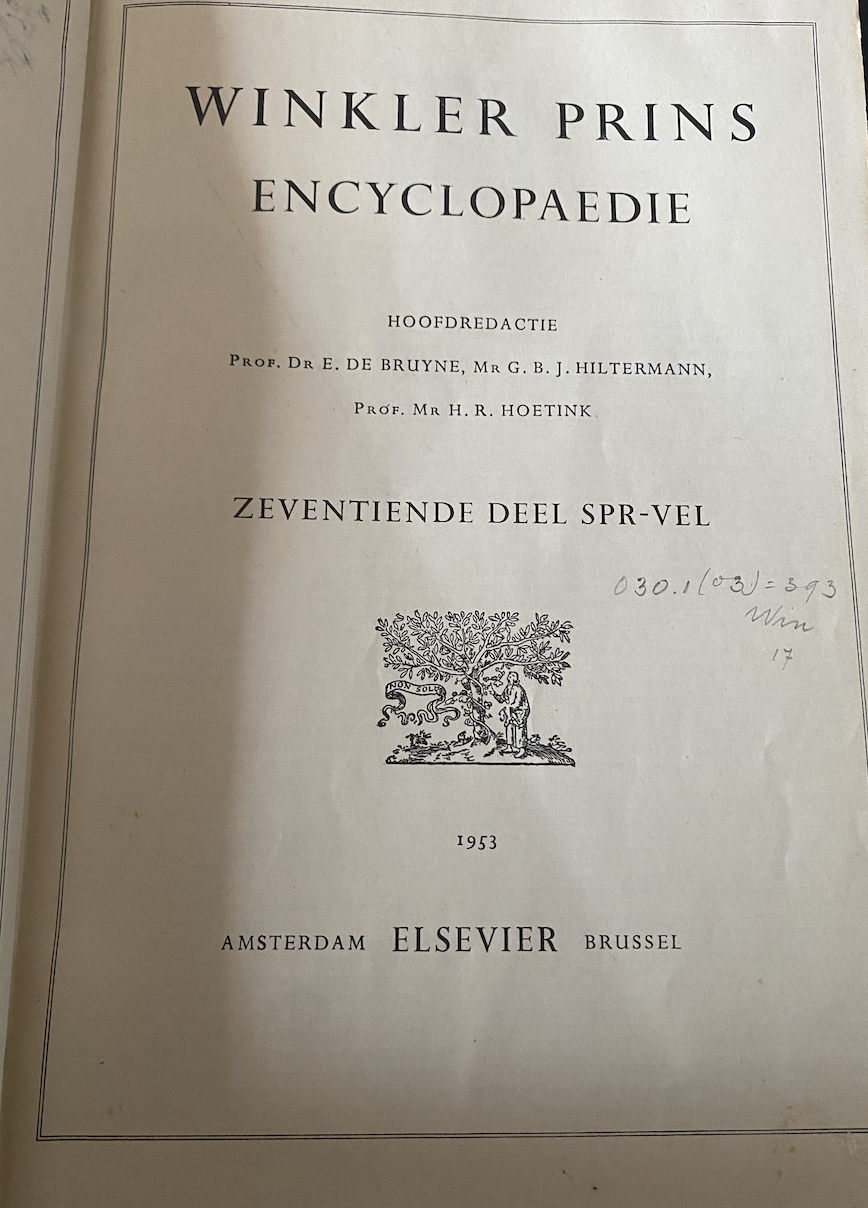 WINKLER PRINS
ENCYCLOPAEDIE
HOOFDREDACTIE
PROF. DR E. DE BRUYNE, MR G. B. J. HILTERMANN,
PROF. MR H. R. HOETINK
ZEVENTIENDE DEEL SPR-VEL
030.1(03)=393
Win
17
NON SOLU
1953
AMSTERDAM ELSEVIER BRUSSEL